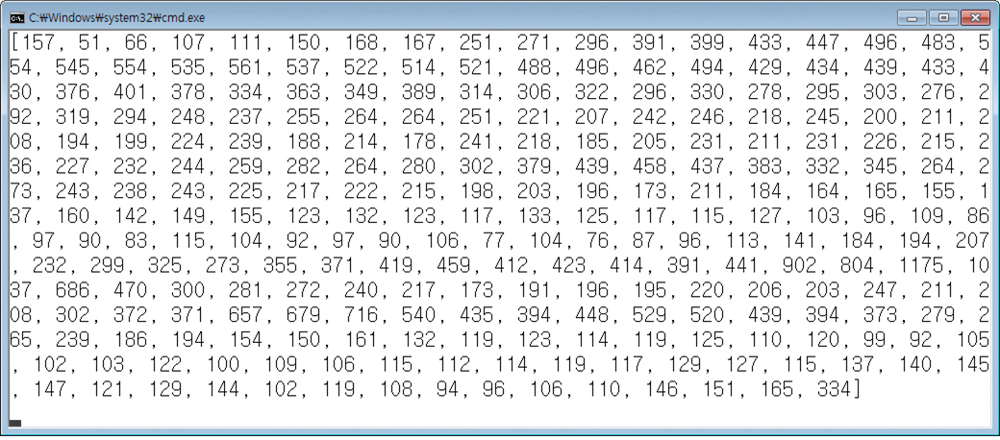 C:₩Windows₩system32₩cmd.exe
[157, 51, 66, 107, 111, 150, 168, 167, 251, 271, 296, 391, 399, 433, 447, 496, 483, 5
54, 545, 554, 535, 561, 537, 522, 514, 521, 488, 496, 462, 494, 429, 434, 439, 433, 4
30, 376, 401, 378, 334, 363, 349, 389, 314, 306, 322, 296, 330, 278, 295, 303, 276, 2
92, 319, 294, 248, 237, 255, 264, 264, 251, 221, 207, 242, 246, 218, 245, 200, 211, 2
08, 194, 199, 224, 239, 188, 214, 178, 241, 218, 185, 205, 231, 211, 231, 226, 215, 2
36, 227, 232, 244, 259, 282, 264, 280, 302, 379, 439, 458, 437, 383, 332, 345, 264, 2
73, 243, 238, 243, 225, 217, 222, 215, 198, 203, 196, 173, 211, 184, 164, 165, 155, 1
37, 160, 142, 149, 155, 123, 132, 123, 117, 133, 125, 117, 115, 127, 103, 96, 109, 86
, 97, 90, 83, 115, 104, 92, 97, 90, 106, 77, 104, 76, 87, 96, 113, 141, 184, 194, 207
, 232, 299, 325, 273, 355, 371, 419, 459, 412, 423, 414, 391, 441, 902, 804, 1175, 10
37, 686, 470, 300, 281, 272, 240, 217, 173, 191, 196, 195, 220, 206, 203, 247, 211, 2
08, 302, 372, 371, 657, 679, 716, 540, 435, 394, 448, 529, 520, 439, 394, 373, 279, 2
65, 239, 186, 194, 154, 150, 161, 132, 119, 123, 114, 119, 125, 110, 120, 99, 92, 105
, 102, 103, 122, 100, 109, 106, 115, 112, 114, 119, 117, 129, 127, 115, 137, 140, 145
, 147, 121, 129, 144, 102, 119, 108, 94, 96, 106, 110, 146, 151, 165, 334]